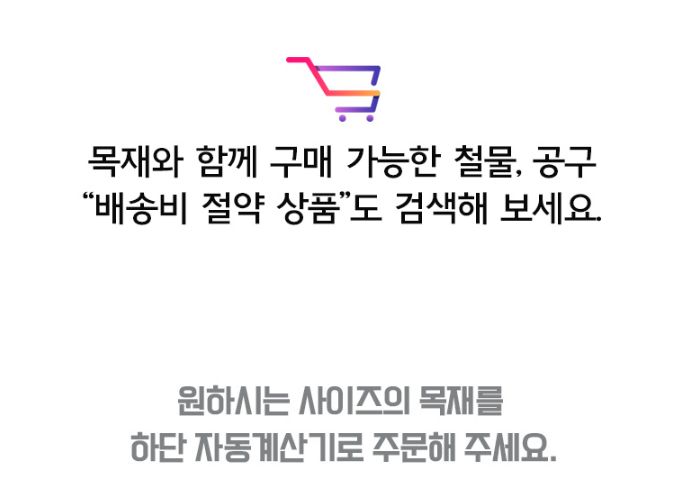 목재와 함께 구매 가능한 철물, 공구
“배송비 절약 상품”도 검색해 보세요.
원하시는 사이즈의 목재를
하단 자동계산기로 주문해 주세요.